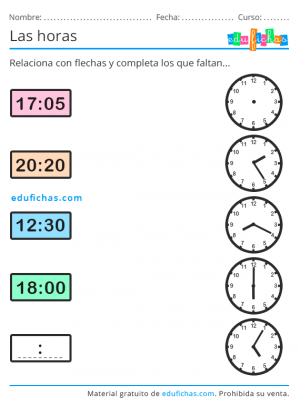 Nombre: ................................ Fecha: ................ Curso: ........
Las horas
edufichas
Relaciona con flechas y completa los que faltan...
17:05
20:20
edufichas.com
12:30
18:00
:
Material gratuito de edufichas.com. Prohibida su venta.